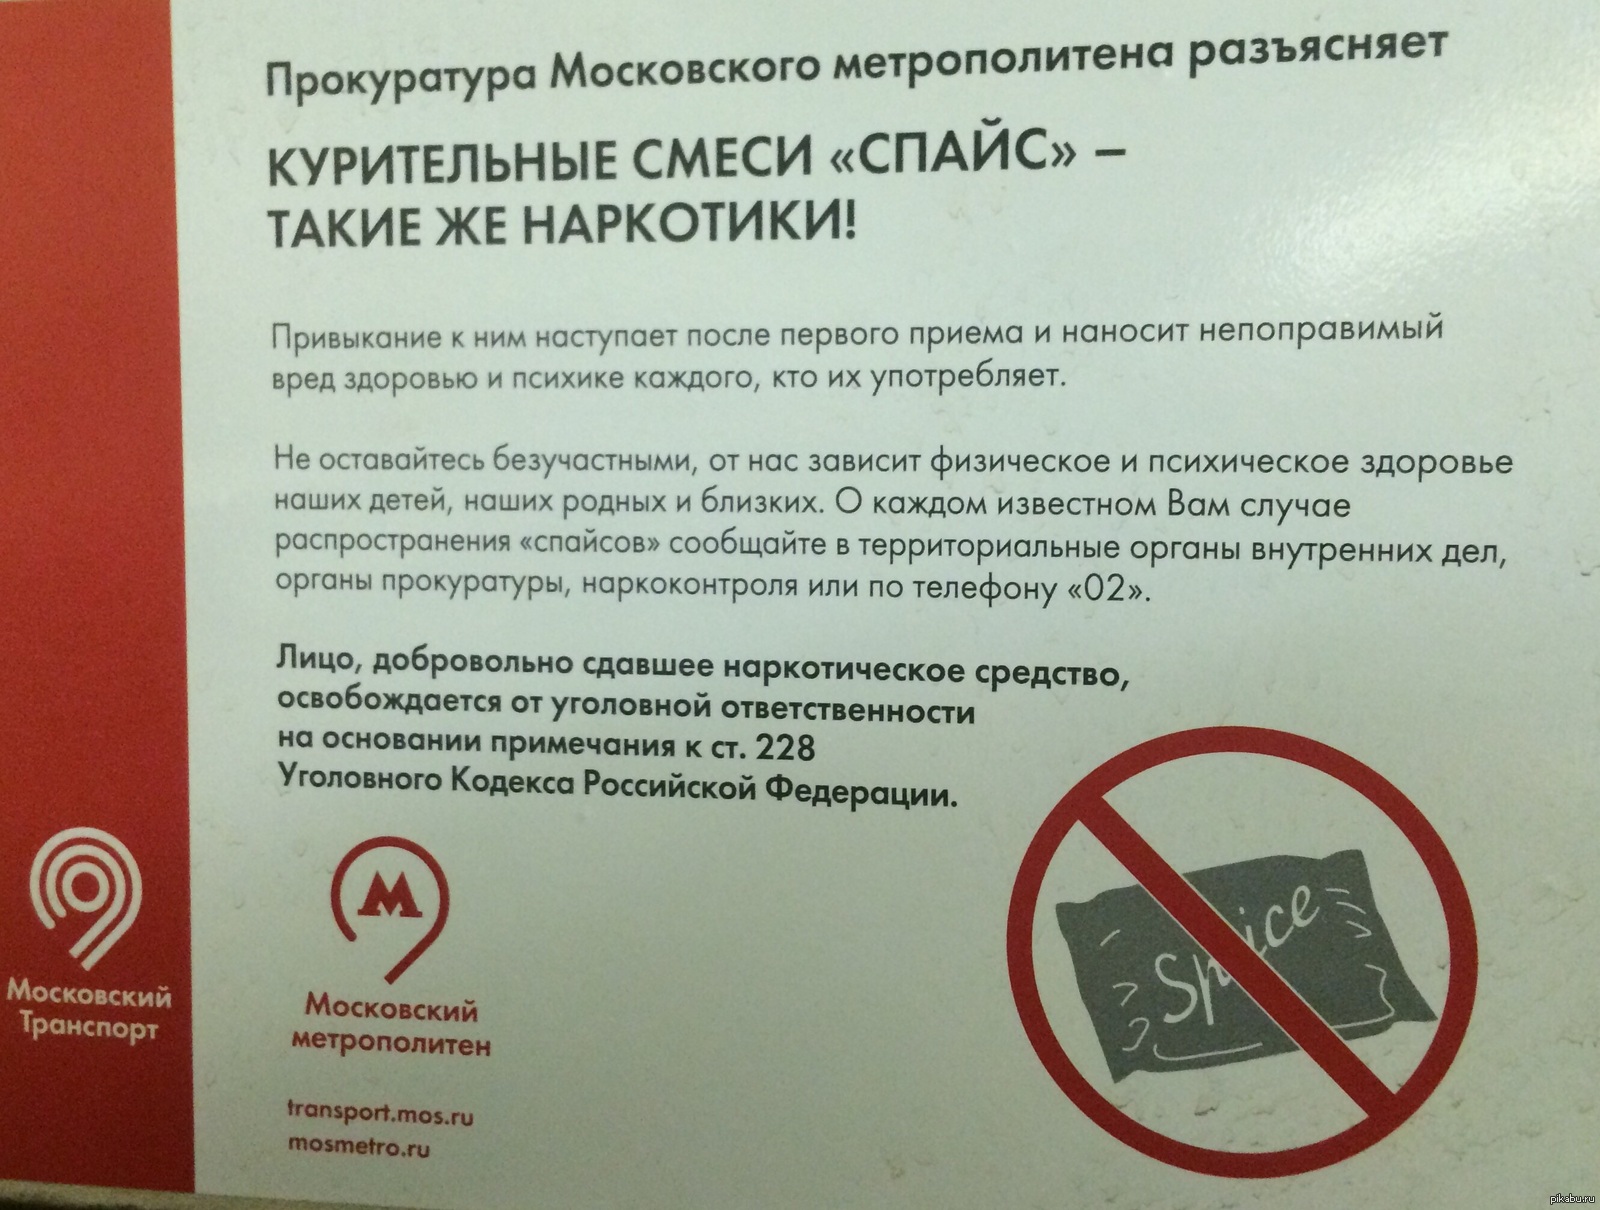 Прокуратура Московского метрополитена разъясняет
КУРИТЕЛЬНЫЕ СМЕСИ «СПАЙС» –
ТАКИЕ ЖЕ НАРКОТИКИ!
Привыкание к ним наступает после первого приема и наносит непоправимый
вред здоровью и психике каждого, кто их употребляет.
Не оставайтесь безучастными, от нас зависит физическое и психическое здоровье
наших детей, наших родных и близких. О каждом известном Вам случае
распространения «спайсов» сообщайте в территориальные органы внутренних дел,
органы прокуратуры, наркоконтроля или по телефону «02».
Лицо, добровольно сдавшее наркотическое средство,
освобождается от уголовной ответственности
на основании примечания к ст. 228
Уголовного Кодекса Российской Федерации.
Spice
М
Московский
Транспорт
Московский
метрополитен
transport.mos.ru
mosmetro.ru
pikabu.ru